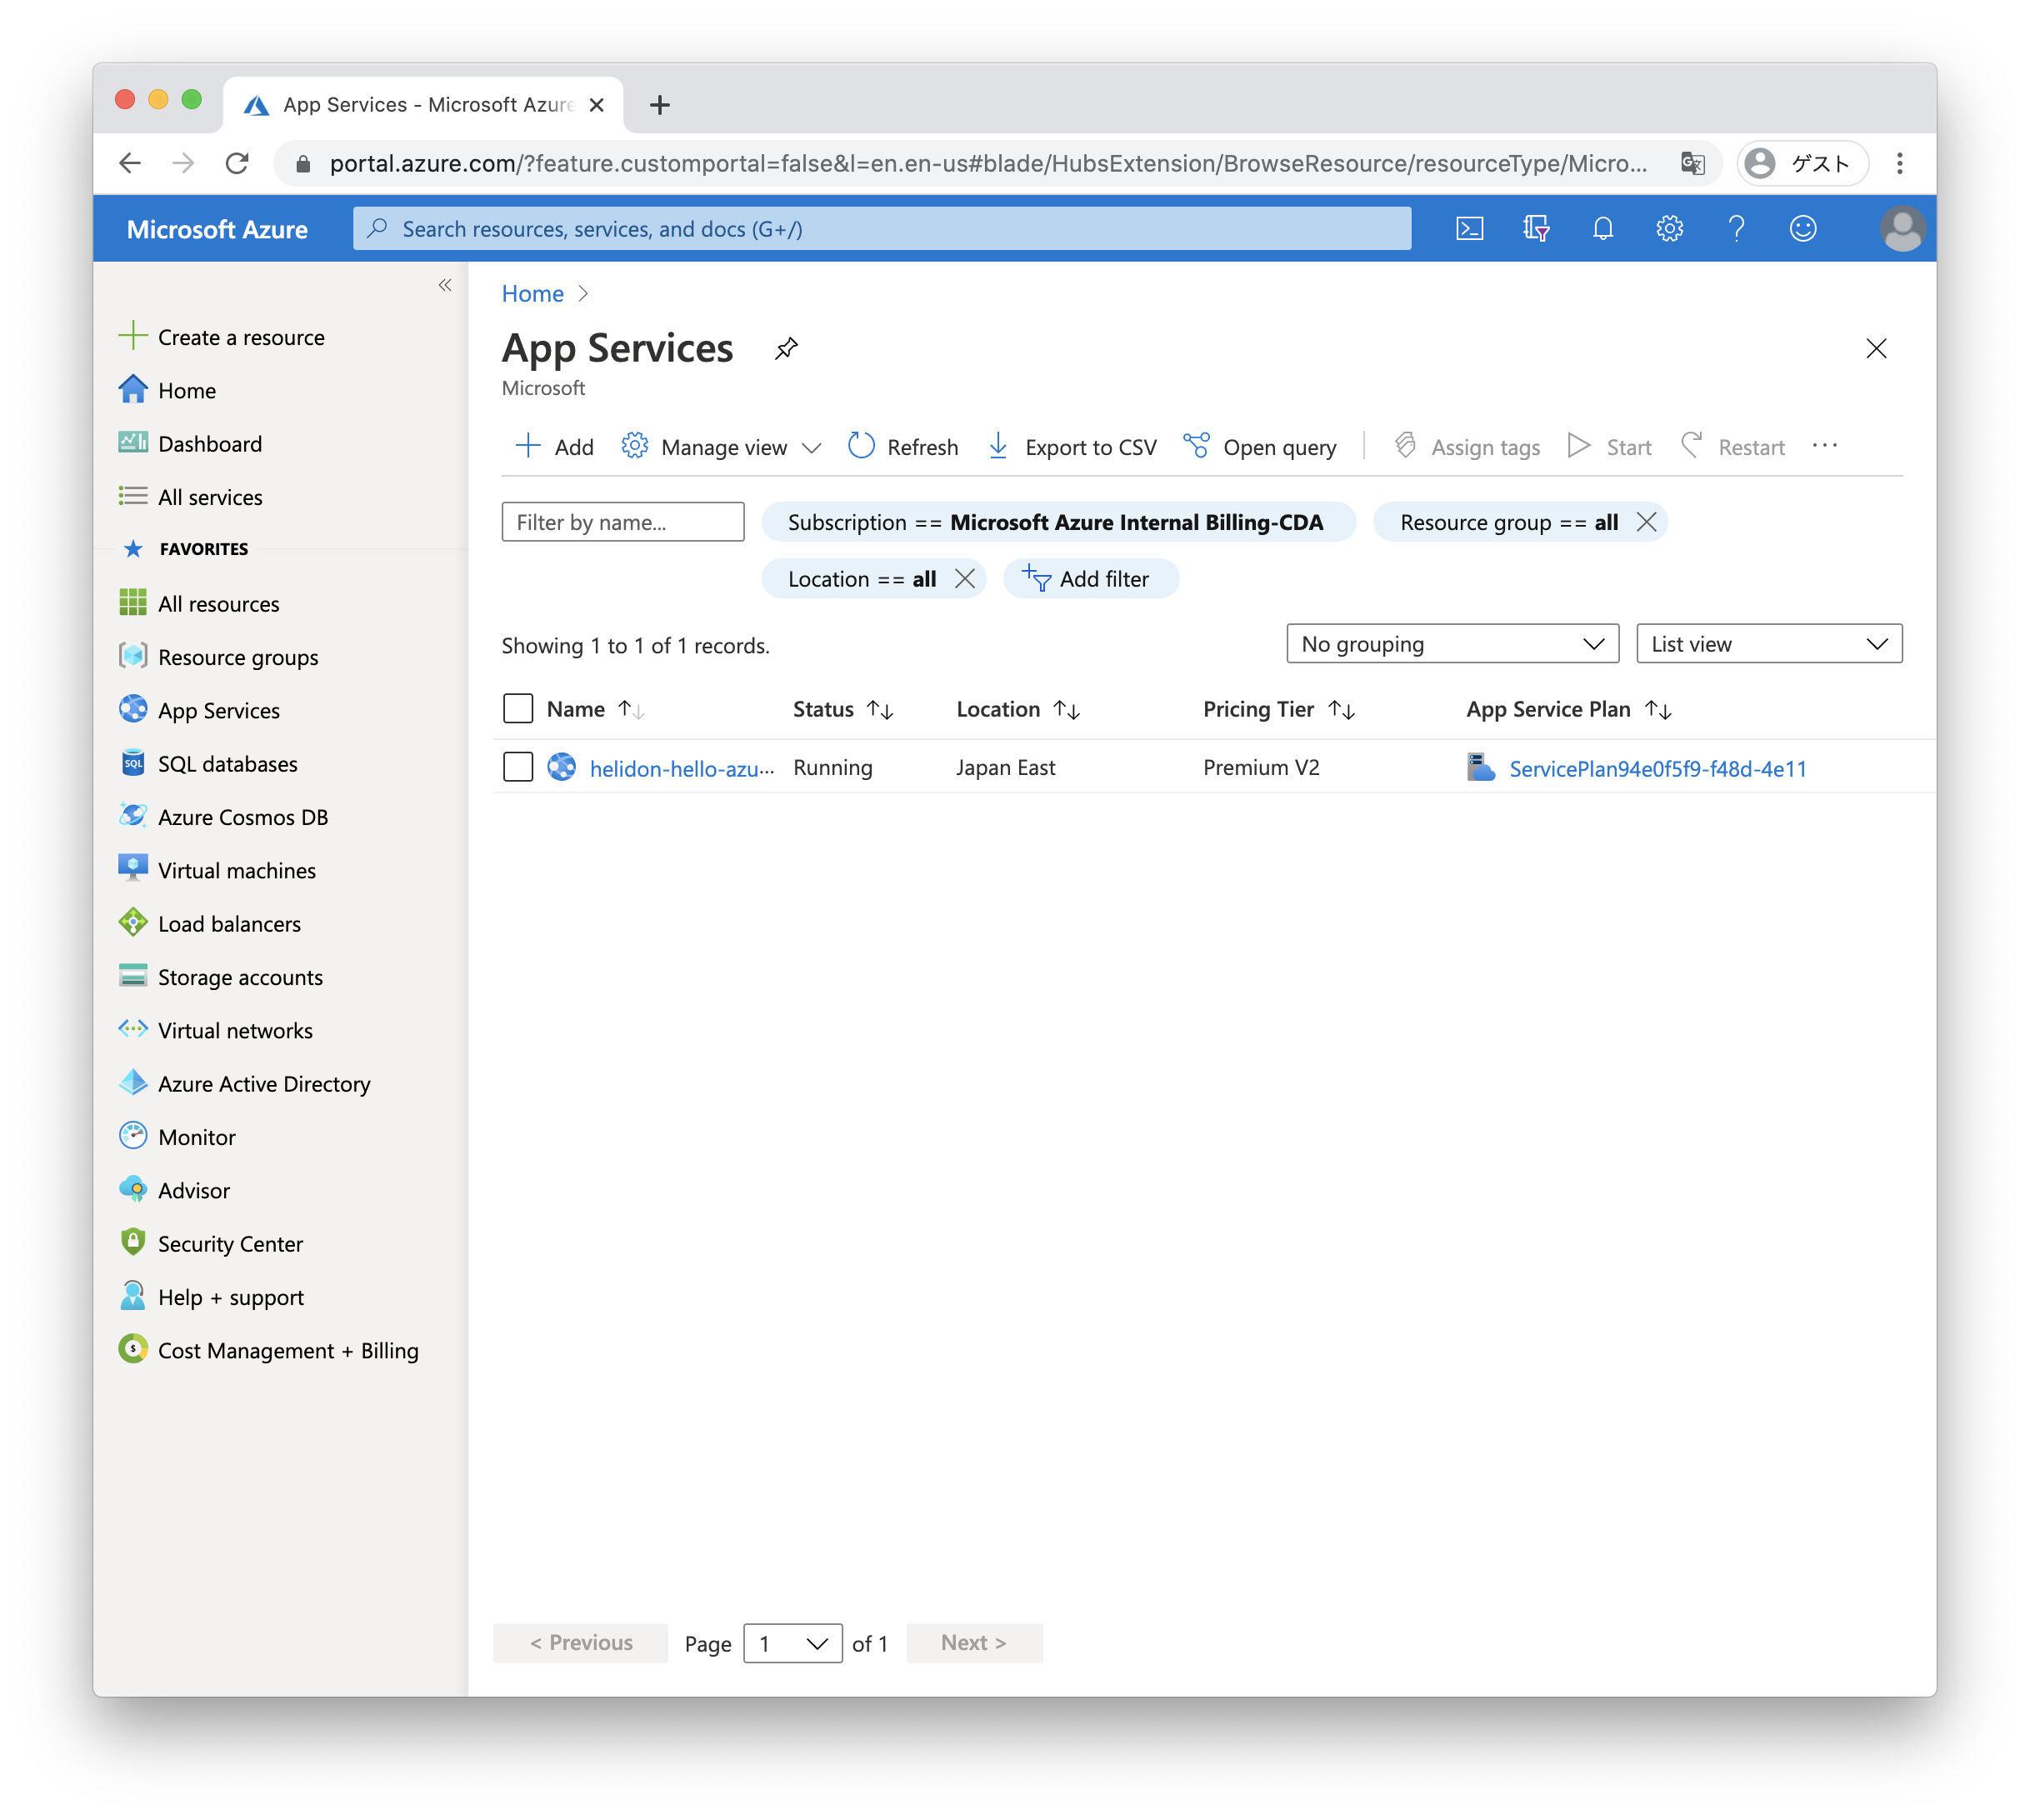 App Services - Microsoft Azure
portal.azure.com/?feature.customportal=false&l=en.en-us#blade/HubsExtension/BrowseResource/resourceType/Micro...
ゲスト
Microsoft Azure
Search resources, services, and docs (G+/)
Create a resource
Home
Dashboard
All services
FAVORITES
All resources
Resource groups
App Services
SQL databases
Azure Cosmos DB
Virtual machines
Load balancers
Storage accounts
Virtual networks
Azure Active Directory
Monitor
Advisor
Security Center
Help + support
Cost Management + Billing
Home >
App Services
Microsoft
Add Manage view Refresh Export to CSV Open query Assign tags Start Restart ...
Filter by name... Subscription == Microsoft Azure Internal Billing-CDA Resource group == all
Location == all Add filter
Showing 1 to 1 of 1 records. No grouping List view
Name Status Location Pricing Tier App Service Plan
helidon-hello-azu... Running Japan East Premium V2 ServicePlan94e0f5f9-f48d-4e11
< Previous Page 1 of 1 Next >